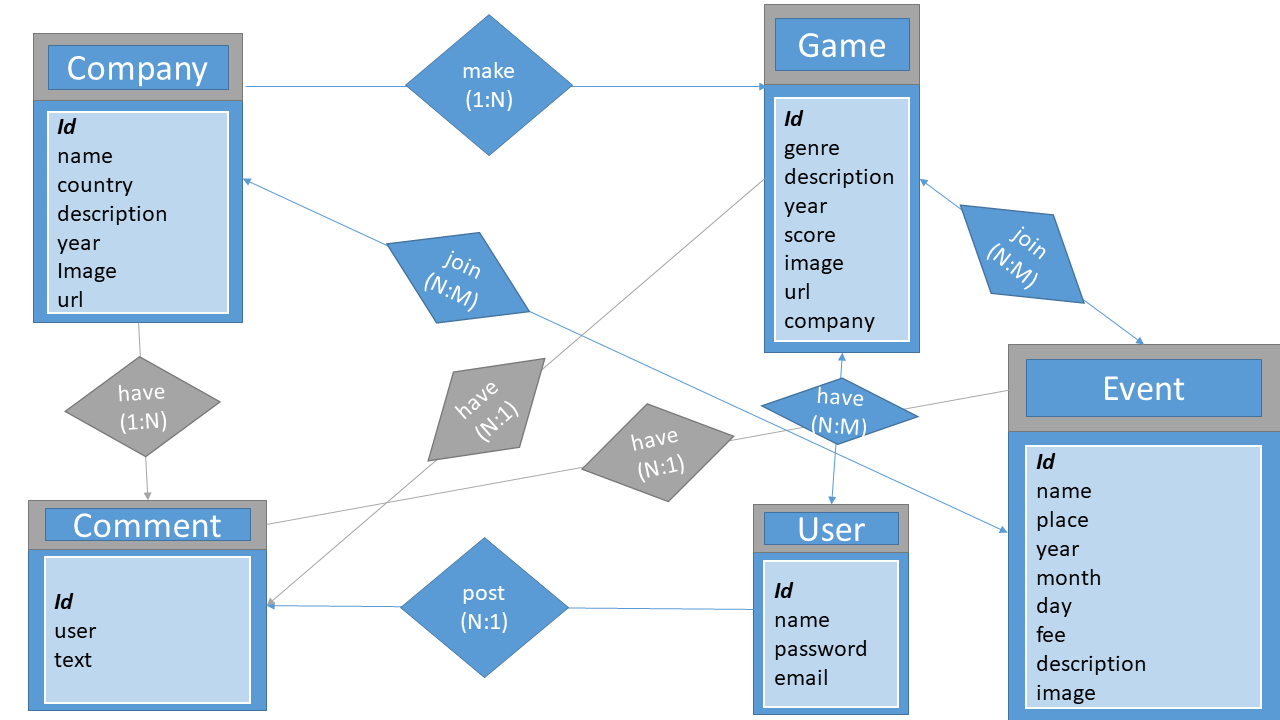 Company
Id
name
country
description
year
Image
url
make
(1:N)
Game
Id
genre
description
year
score
image
url
company
join
(N:M)
join
(N:M)
have
(1:N)
have
(N:1)
have
(N:1)
have
(N:M)
Event
Id
name
place
year
month
day
fee
description
image
Comment
Id
user
text
post
(N:1)
User
Id
name
password
email